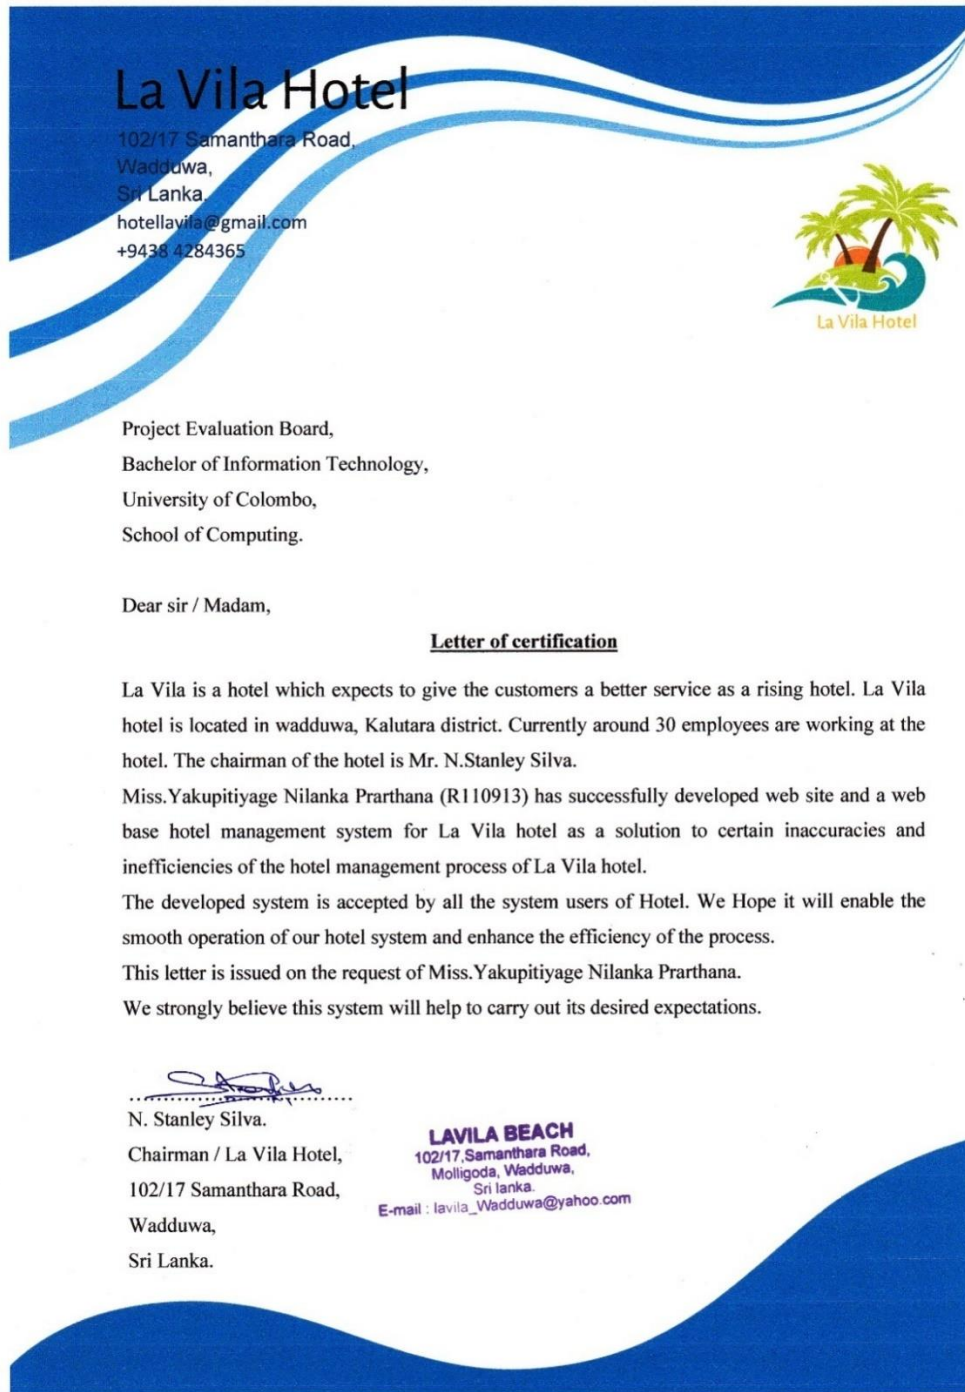 La Vila Hotel
102/17 Samanthara Road,
Wadduwa,
Sri Lanka.
hotellavila@gmail.com
+9438 4284365
La Vila Hotel
Project Evaluation Board,
Bachelor of Information Technology,
University of Colombo,
School of Computing.
Dear sir / Madam,
Letter of certification
La Vila is a hotel which expects to give the customers a better service as a rising hotel. La Vila
hotel is located in wadduwa, Kalutara district. Currently around 30 employees are working at the
hotel. The chairman of the hotel is Mr. N.Stanley Silva.
Miss.Yakupitiyage Nilanka Prarthana (R110913) has successfully developed web site and a web
base hotel management system for La Vila hotel as a solution to certain inaccuracies and
inefficiencies of the hotel management process of La Vila hotel.
The developed system is accepted by all the system users of Hotel. We Hope it will enable the
smooth operation of our hotel system and enhance the efficiency of the process.
This letter is issued on the request of Miss.Yakupitiyage Nilanka Prarthana.
We strongly believe this system will help to carry out its desired expectations.
N. Stanley Silva.
Chairman / La Vila Hotel,
102/17 Samanthara Road,
Wadduwa,
Sri Lanka.
LAVILA BEACH
102/17,Samanthara Road,
Molligoda, Wadduwa,
Sri lanka.
E-mail : lavila_Wadduwa@yahoo.com